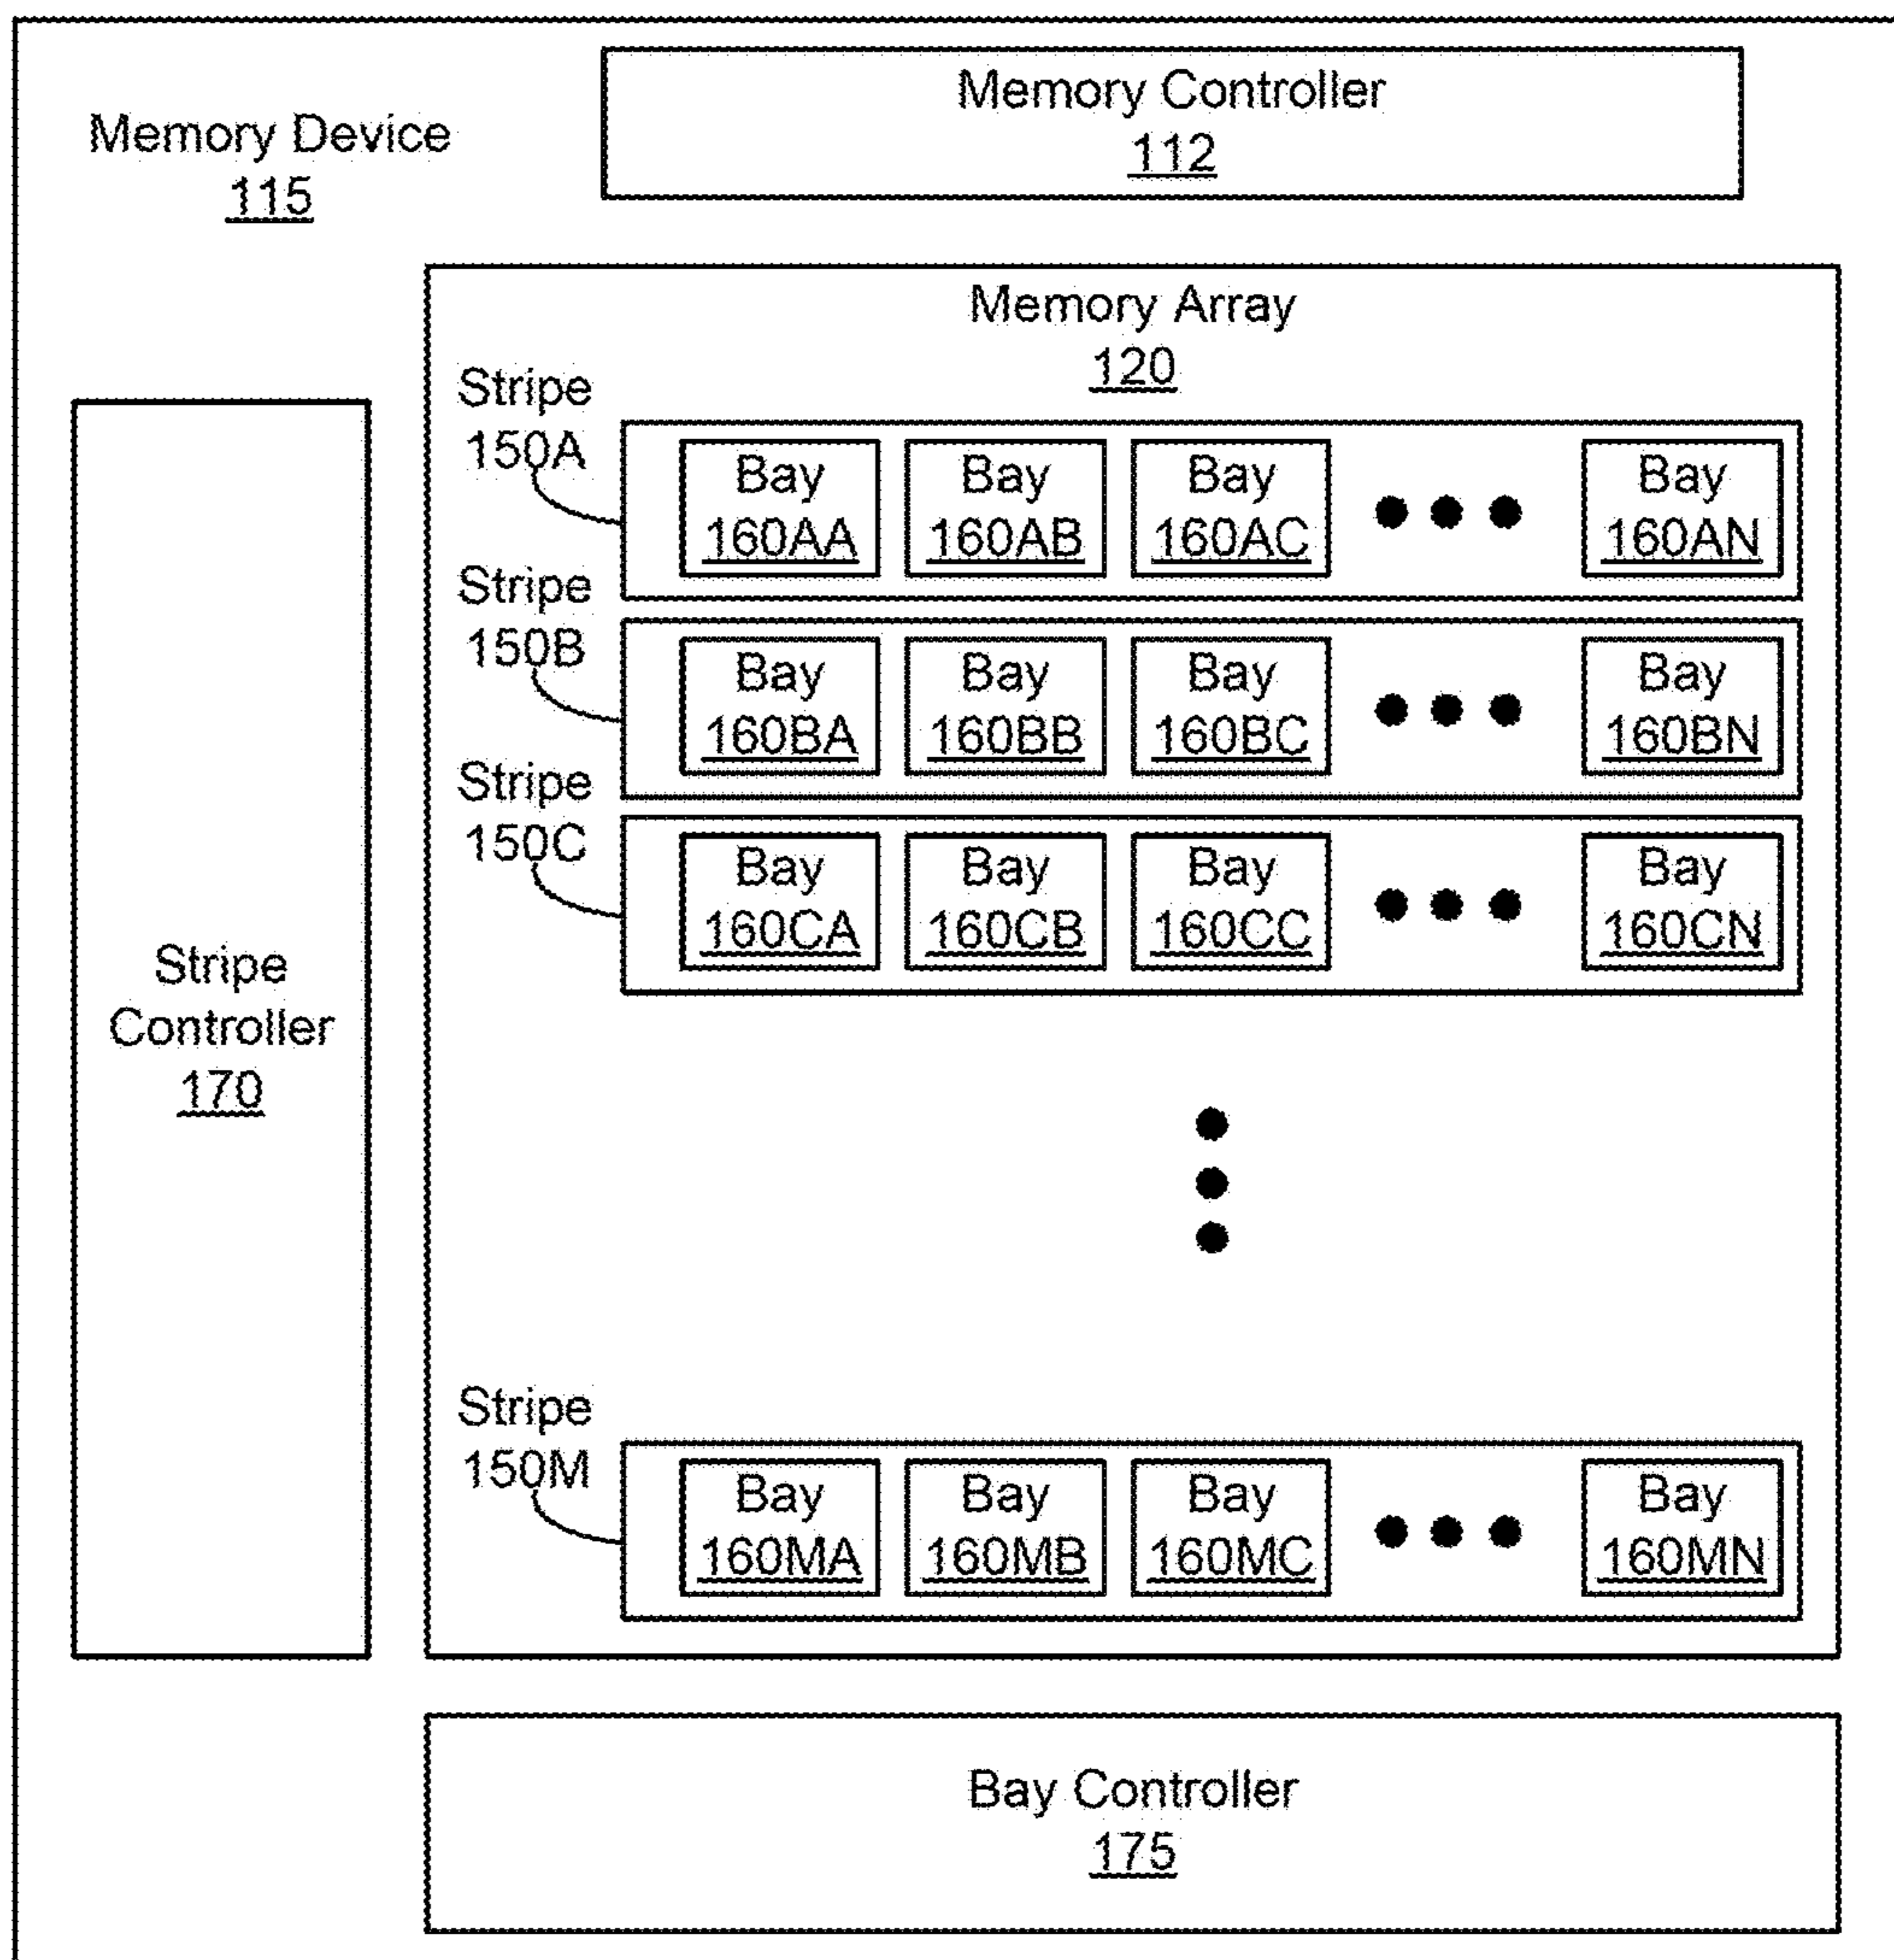 Memory Controller
112
Memory Device
115
Memory Array
120
Stripe
150A
Bay
160AA
Bay
160AB
Bay
160AC
Bay
160AN
Stripe
150B
Bay
160BA
Bay
160BB
Bay
160BC
Bay
160BN
Stripe
150C
Bay
160CA
Bay
160CB
Bay
160CC
Bay
160CN
Stripe
Controller
170
Stripe
150M
Bay
160MA
Bay
160MB
Bay
160MC
Bay
160MN
Bay Controller
175